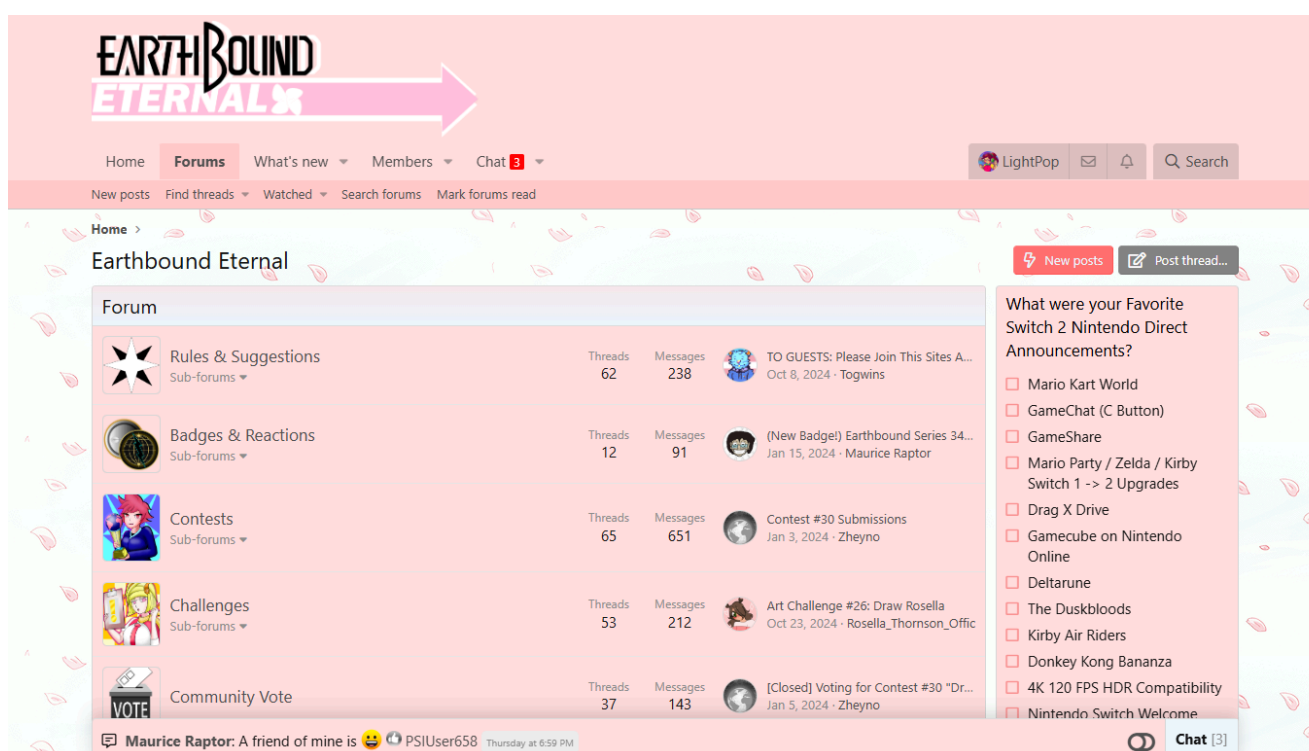 EARTHBOUND
ETERNAL
Home Forums What's new Members Chat 3
LightPop Search
New posts Find threads Watched Search forums Mark forums read
Home >
Earthbound Eternal
New posts Post thread...
Forum
Rules & Suggestions
Sub-forums
Threads Messages
62 238
TO GUESTS: Please Join This Sites A...
Oct 8, 2024 · Togwins
Badges & Reactions
Sub-forums
Threads Messages
12 91
(New Badge!) Earthbound Series 34...
Jan 15, 2024 · Maurice Raptor
Contests
Sub-forums
Threads Messages
65 651
Contest #30 Submissions
Jan 3, 2024 · Zheyno
Challenges
Sub-forums
Threads Messages
53 212
Art Challenge #26: Draw Rosella
Oct 23, 2024 · Rosella_Thornson_Offic
VOTE
Community Vote
Threads Messages
37 143
[Closed] Voting for Contest #30 "Dr...
Jan 5, 2024 · Zheyno
What were your Favorite
Switch 2 Nintendo Direct
Announcements?
Mario Kart World
GameChat (C Button)
GameShare
Mario Party / Zelda / Kirby
Switch 1 -> 2 Upgrades
Drag X Drive
Gamecube on Nintendo
Online
Deltarune
The Duskbloods
Kirby Air Riders
Donkey Kong Bananza
4K 120 FPS HDR Compatibility
Nintendo Switch Welcome
Maurice Raptor: A friend of mine is PSIUser658 Thursday at 6:59 PM
Chat [3]